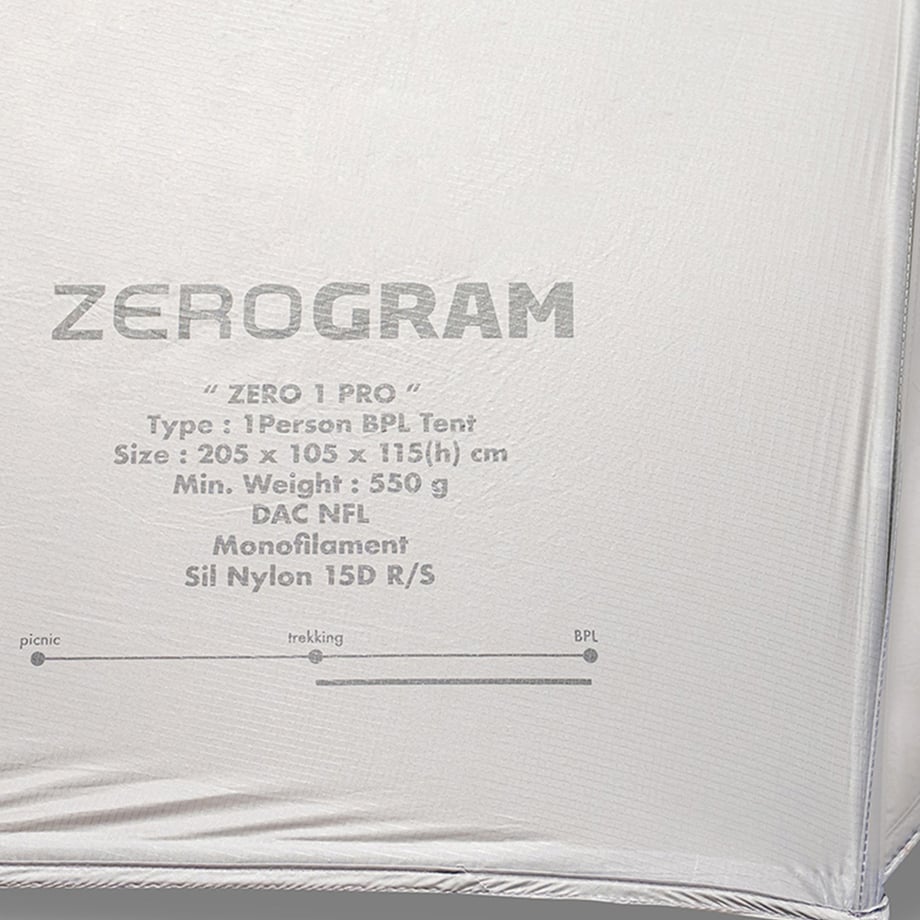 ZEROGRAM
“ ZERO 1 PRO “
Type : 1Person BPL Tent
Size : 205 x 105 x 115(h) cm
Min. Weight : 550 g
DAC NFL
Monofilament
Sil Nylon 15D R/S
picnic trekking BPL